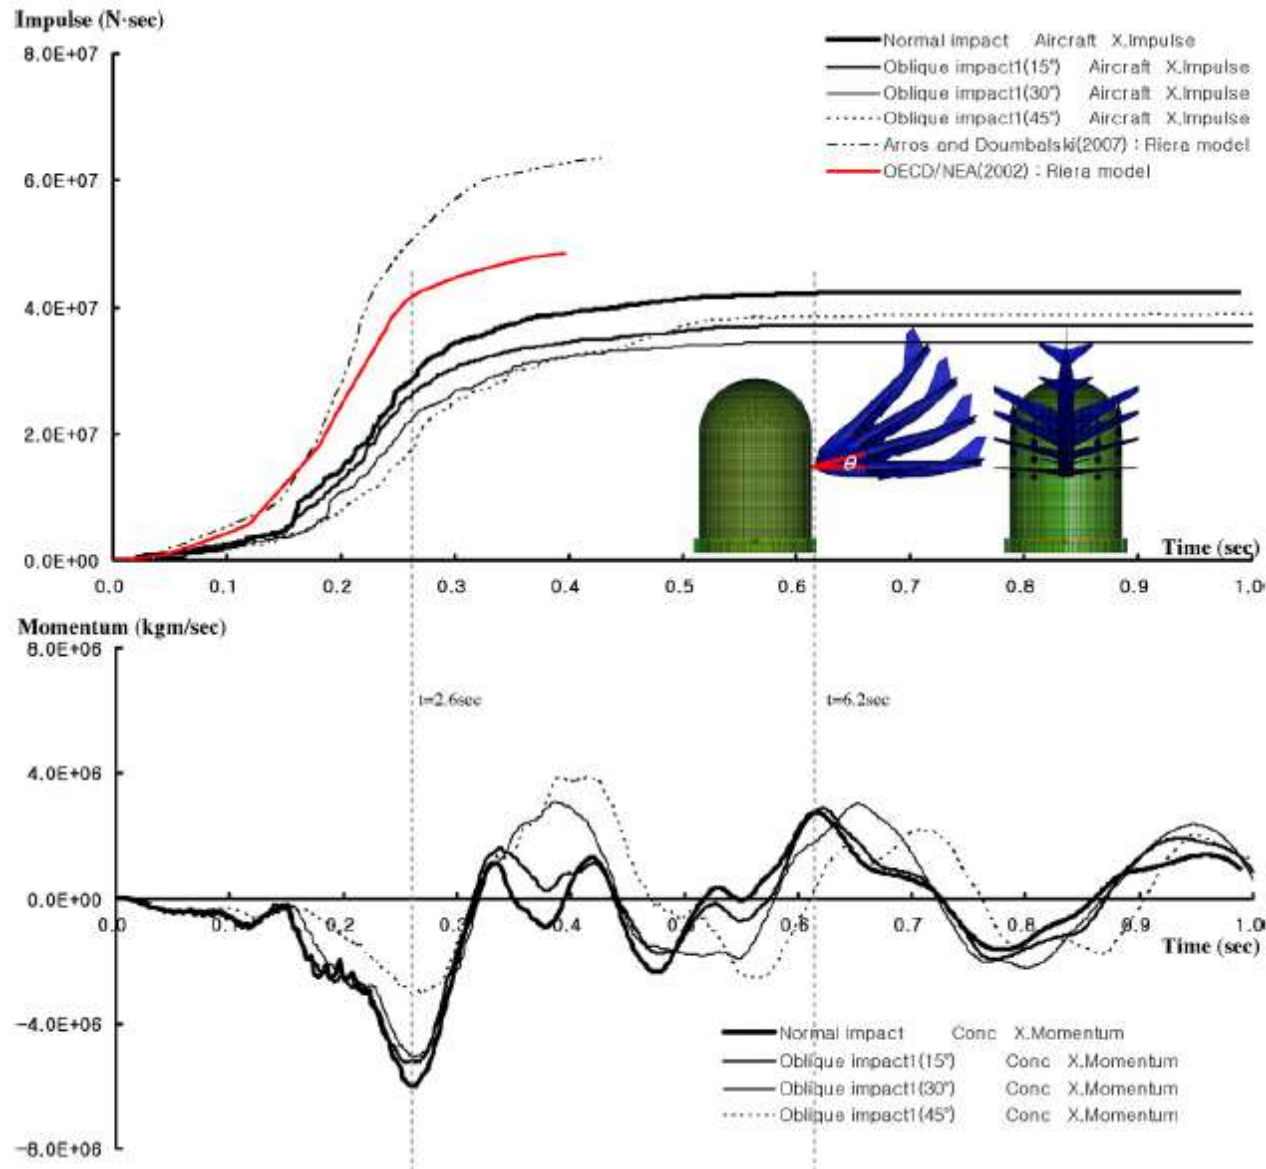 Impulse (N·sec)
8.0E+07
6.0E+07
4.0E+07
2.0E+07
0.0E+00
Normal impact Aircraft X.Impulse
Oblique impact1(15°) Aircraft X.Impulse
Oblique impact1(30°) Aircraft X.Impulse
Oblique impact1(45°) Aircraft X.Impulse
Arros and Doumbalski(2007) : Riera model
OECD/NEA(2002) : Riera model
θ
Time (sec)
0.0 0.1 0.2 0.3 0.4 0.5 0.6 0.7 0.8 0.9 1.0
Momentum (kgm/sec)
8.0E+06
t=2.6sec t=6.2sec
4.0E+06
0.0E+00
0.0 0.1 0.2 0.3 0.4 0.5 0.6 0.7 0.8 0.9 1.0
Time (sec)
-4.0E+06
-8.0E+06
Normal impact Conc X.Momentum
Oblique impact1(15°) Conc X.Momentum
Oblique impact1(30°) Conc X.Momentum
Oblique impact1(45°) Conc X.Momentum